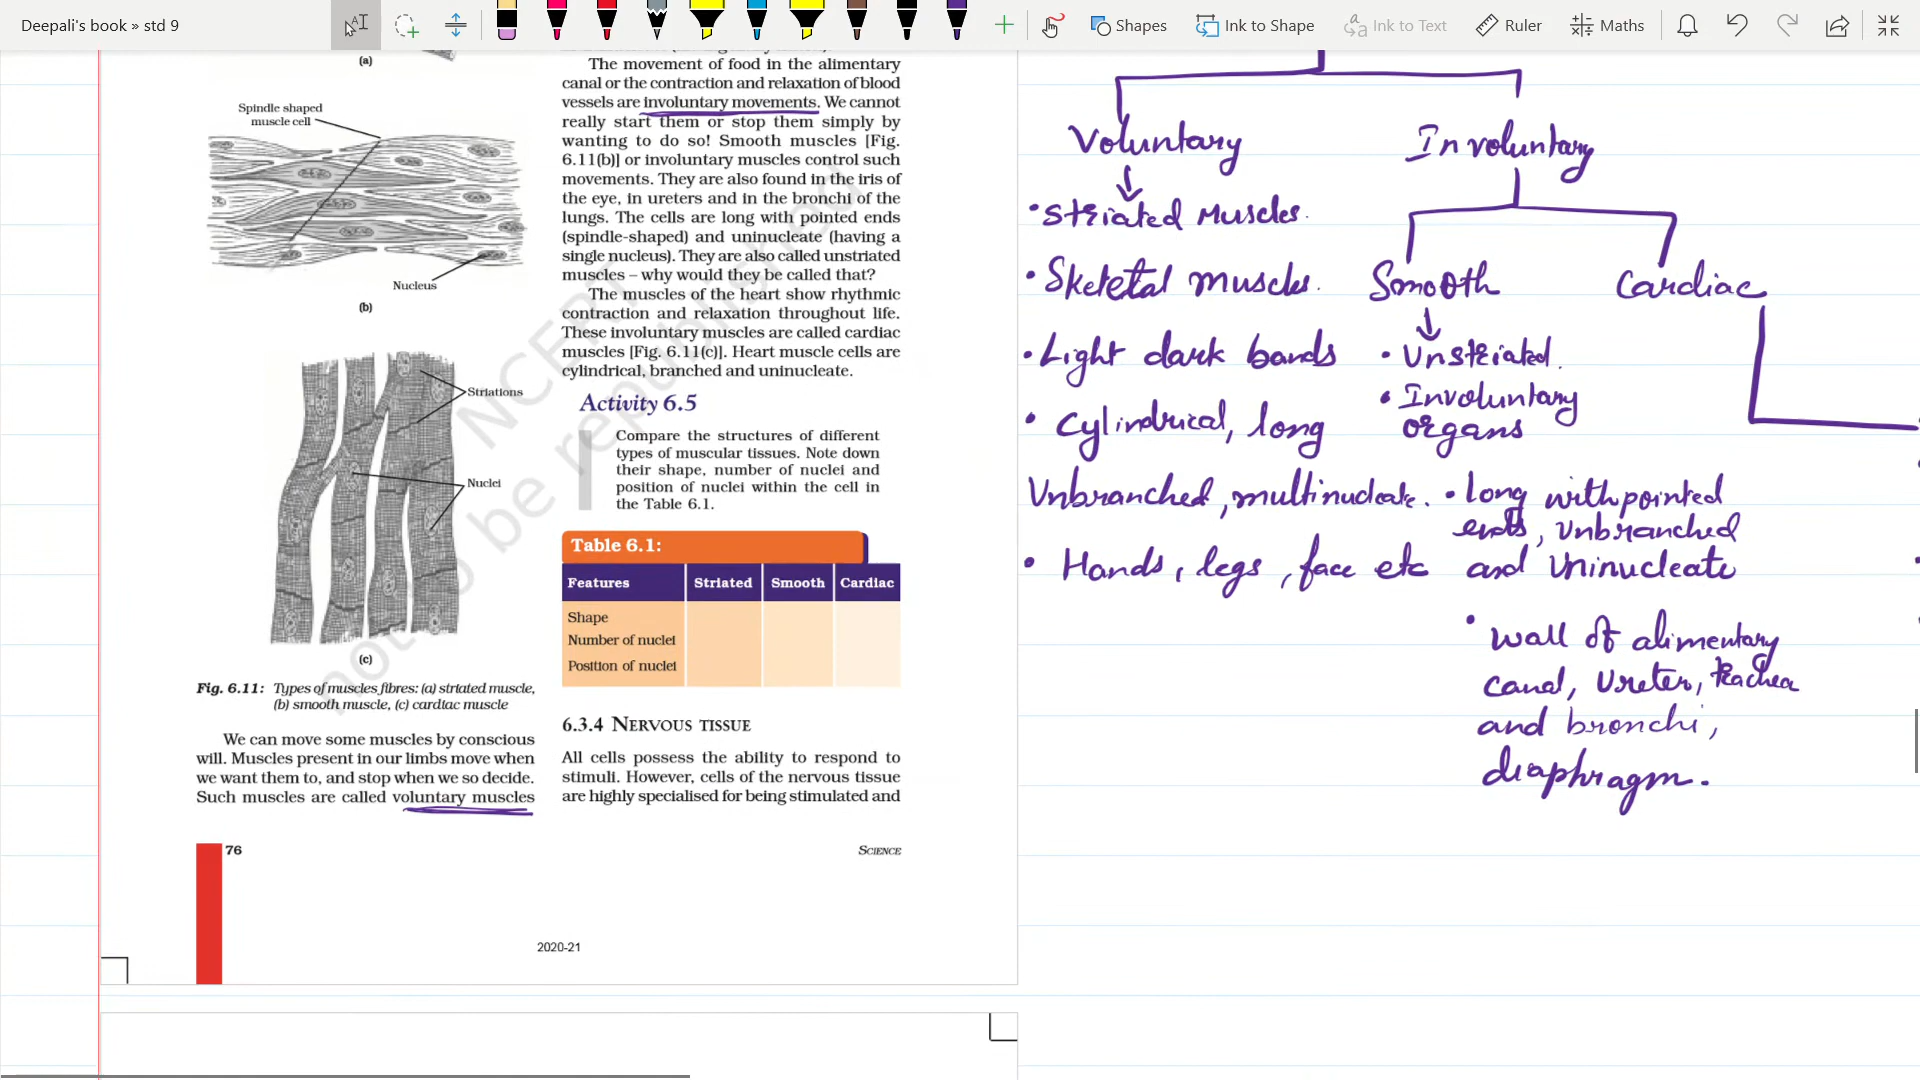 Deepali's book » std 9
Shapes
Ink to Shape
Ink to Text
Ruler
Maths
(a)
Spindle shaped
muscle cell
Nucleus
(b)
Striations
Nuclei
(c)
Fig. 6.11: Types of muscles fibres: (a) striated muscle,
(b) smooth muscle, (c) cardiac muscle
We can move some muscles by conscious
will. Muscles present in our limbs move when
we want them to, and stop when we so decide.
Such muscles are called voluntary muscles
76
The movement of food in the alimentary
canal or the contraction and relaxation of blood
vessels are involuntary movements. We cannot
really start them or stop them simply by
wanting to do so! Smooth muscles [Fig.
6.11(b)] or involuntary muscles control such
movements. They are also found in the iris of
the eye, in ureters and in the bronchi of the
lungs. The cells are long with pointed ends
(spindle-shaped) and uninucleate (having a
single nucleus). They are also called unstriated
muscles – why would they be called that?
The muscles of the heart show rhythmic
contraction and relaxation throughout life.
These involuntary muscles are called cardiac
muscles [Fig. 6.11(c)]. Heart muscle cells are
cylindrical, branched and uninucleate.
Activity 6.5
Compare the structures of different
types of muscular tissues. Note down
their shape, number of nuclei and
position of nuclei within the cell in
the Table 6.1.
Table 6.1:
Features Striated Smooth Cardiac
Shape
Number of nuclei
Position of nuclei
6.3.4 NERVOUS TISSUE
All cells possess the ability to respond to
stimuli. However, cells of the nervous tissue
are highly specialised for being stimulated and
SCIENCE
2020-21
NCERT
not to be republished
Voluntary
• Striated Muscles.
• Skeletal muscles.
• Light dark bands
• Cylindrical, long
Unbranched, multinucleate.
• Hands, legs, face etc
Involuntary
Smooth
• Unstriated.
• Involuntary
organs
• long with pointed
ends, Unbranched
and Uninucleate
• Wall of alimentary
canal, Ureter, trachea
and bronchi,
diaphragm.
Cardiac